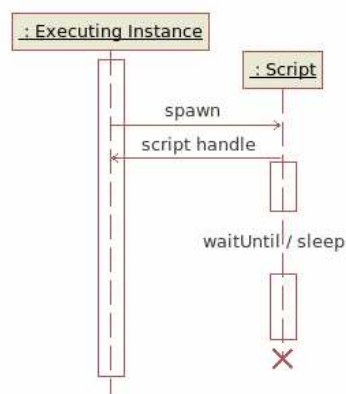 : Executing Instance
: Script
spawn
script handle
waitUntil / sleep